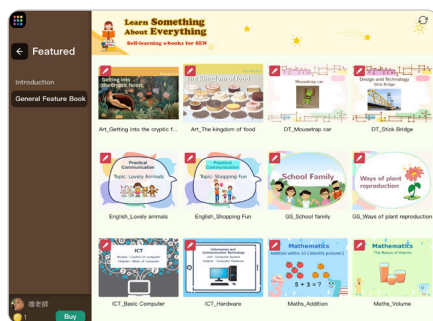 Learn Something
About Everything
Self-learning e-books for SEN
Featured
Introduction
General Feature Book
Getting into
the cryptic forest,
The kingdom of food
Mousetrap car
Design and Technology
Stick Bridge
Art_Getting into the cryptic f...
Art_The kingdom of food
DT_Mousetrap car
DT_Stick Bridge
Practical
Communication
Topic: Lovely Animals
Practical
Communication
Topic: Shopping Fun
School Family
Ways of plant
reproduction
English_Lovely animals
English_Shopping Fun
GS_School family
GS_Ways of plant reproduction
ICT
Information and
Communication Technology
Mathematics
Addition within 10 (Identify pictures)
5 + 3 = ?
Mathematics
The Basics of Volume
ICT_Basic Computer
ICT_Hardware
Maths_Addition
Maths_Volume
老師
1
Buy